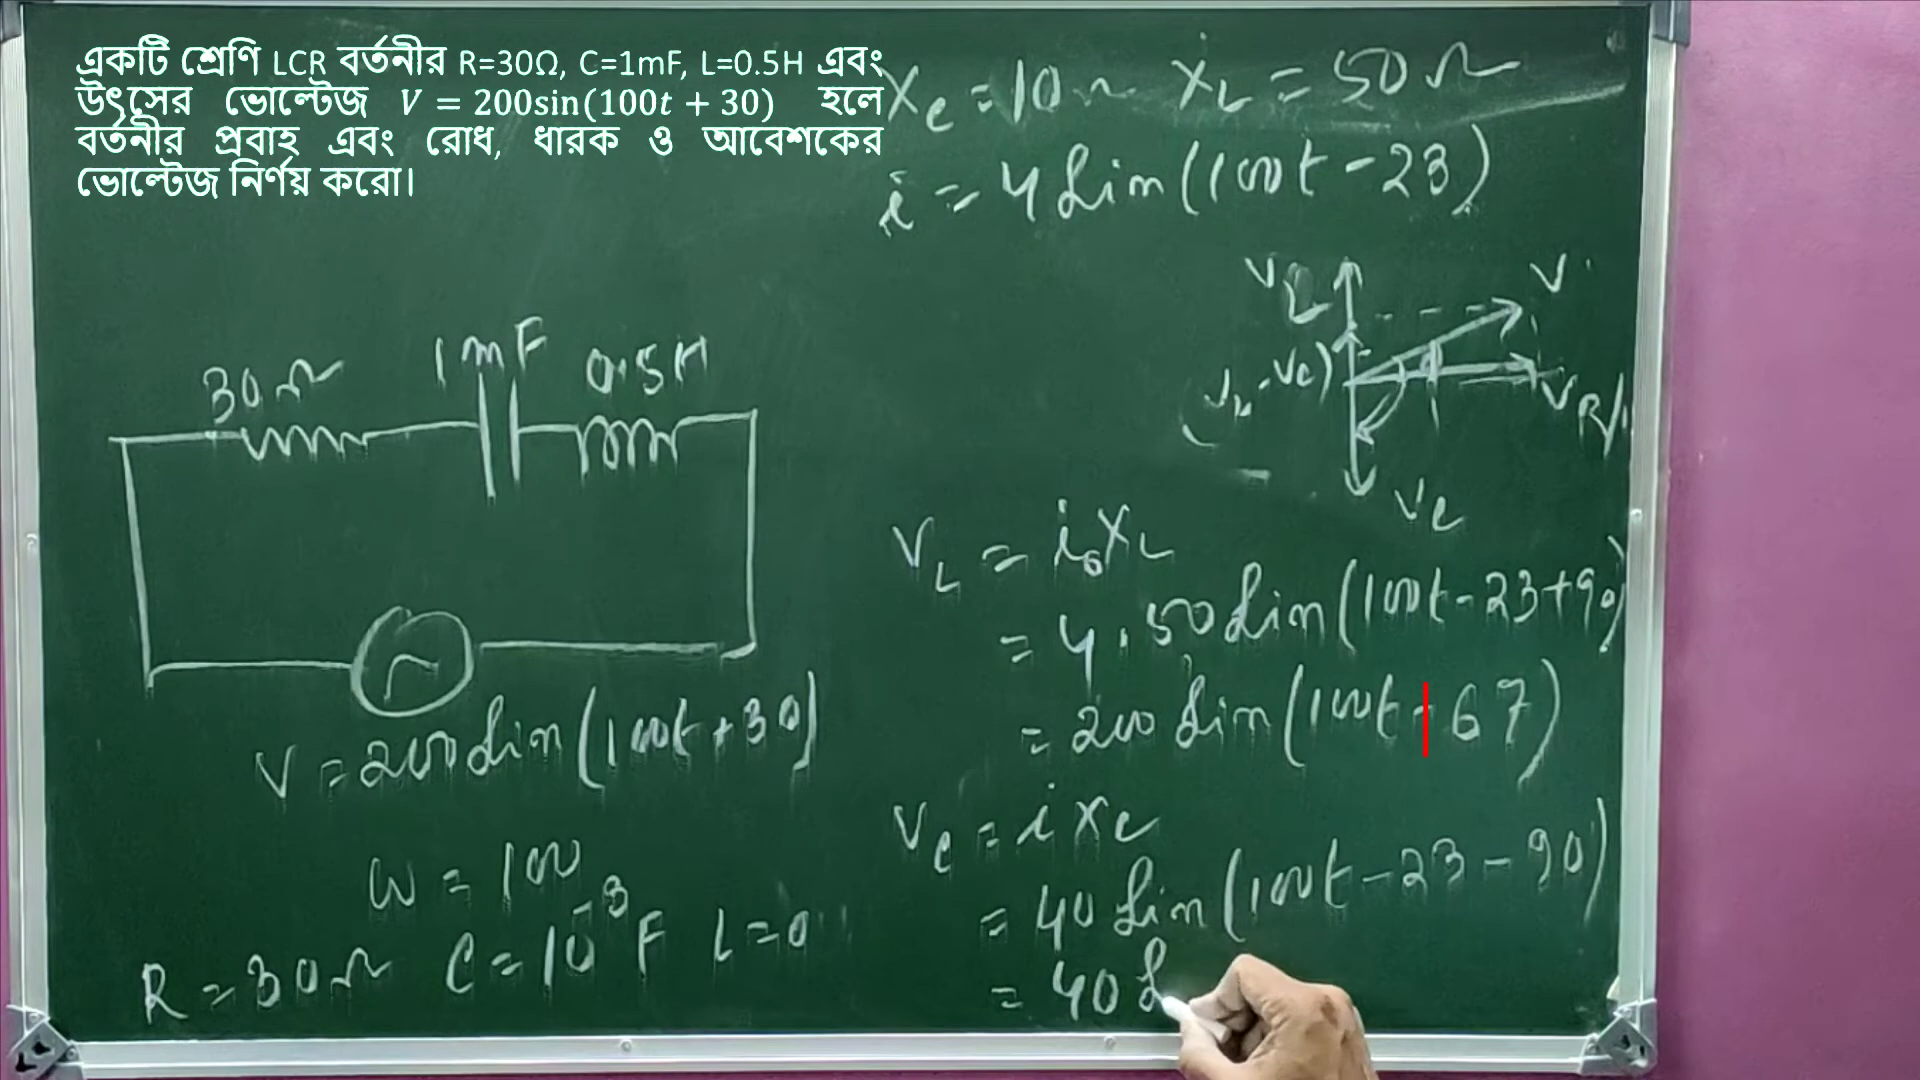 একটি শ্রেণি LCR বর্তনীর R=30Ω, C=1mF, L=0.5H এবং
উৎসের ভোল্টেজ V = 200sin(100t + 30) হলে
বর্তনীর প্রবাহ এবং রোধ, ধারক ও আবেশকের
ভোল্টেজ নির্ণয় করো।
30Ω 1mF 0.5H
V = 200 Sin(100t + 30)
W = 100
R = 30Ω C = 10⁻³ F L = 0
Xc = 10Ω XL = 50Ω
i = 4 Sin(100t - 23)
VL V
(VL - Vc) VR/
Vc
VL = i₀XL
= 4 . 50 Sin(100t - 23 + 90)
= 200 Sin(100t + 67)
Vc = i Xc
= 40 Sin(100t - 23 - 90)
= 40